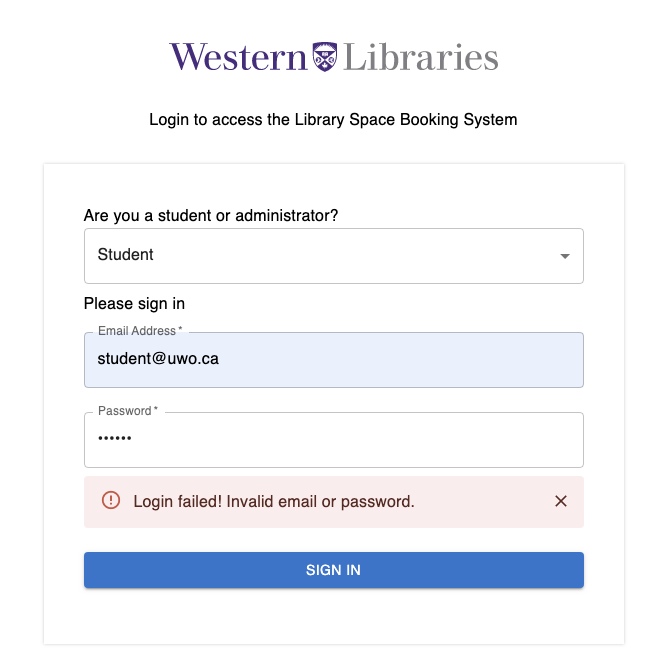 Western Libraries
Login to access the Library Space Booking System
Are you a student or administrator?
Student
Please sign in
Email Address *
student@uwo.ca
Password *
••••••
Login failed! Invalid email or password.
SIGN IN